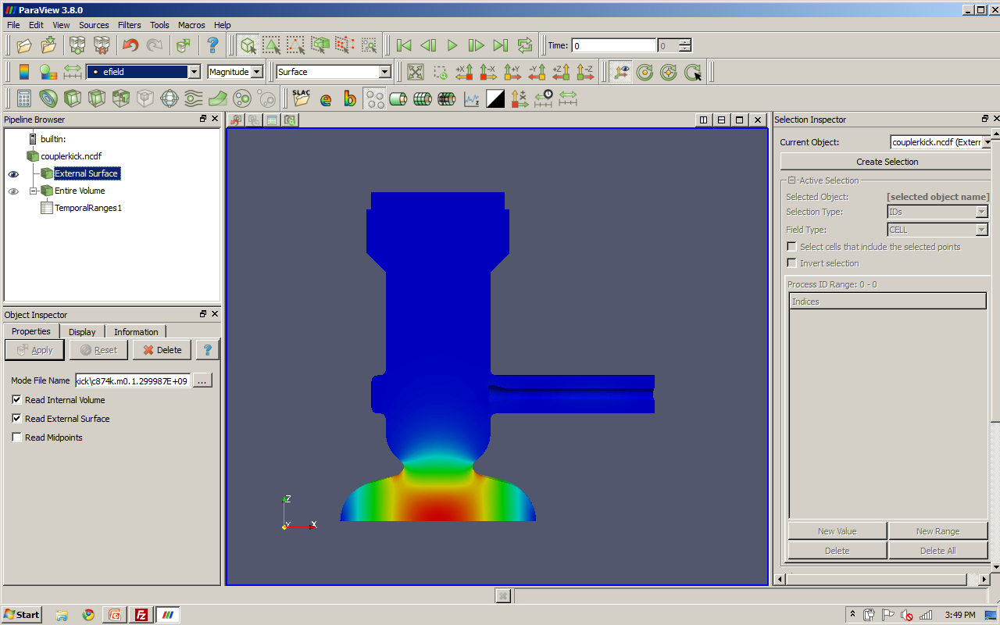 ParaView 3.8.0
File Edit View Sources Filters Tools Macros Help
? Time: 0 0
efield Magnitude Surface +X -X +Y -Y +Z -Z
SLAC e b z
Pipeline Browser
builtin:
couplerkick.ncdf
External Surface
Entire Volume
TemporalRanges1
Object Inspector
Properties Display Information
Apply Reset Delete ?
Mode File Name kick\c874k.m0.1.299987E+09 ...
Read Internal Volume
Read External Surface
Read Midpoints
Z
Y X
Selection Inspector
Current Object: couplerkick.ncdf (Exterr
Create Selection
Active Selection
Selected Object: [selected object name]
Selection Type: IDs
Field Type: CELL
Select cells that include the selected points
Invert selection
Process ID Range: 0 - 0
Indices
New Value New Range
Delete Delete All
Start 3:49 PM